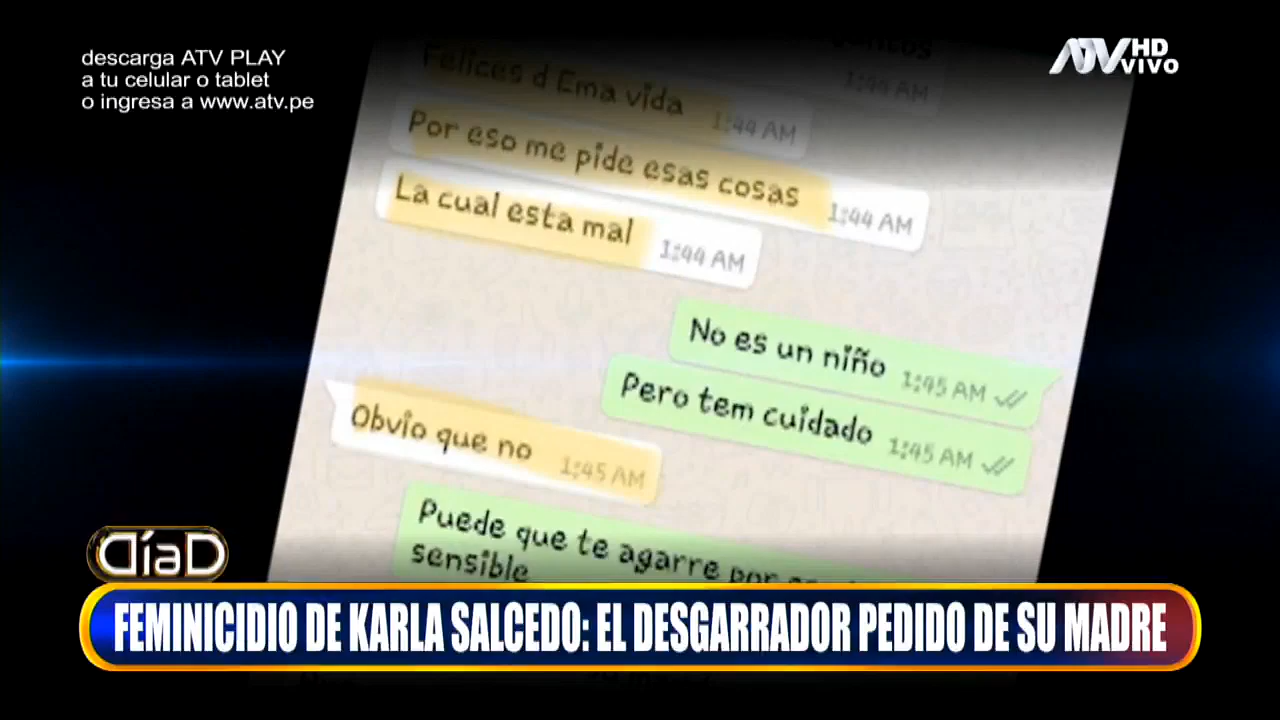 descarga ATV PLAY
a tu celular o tablet
o ingresa a www.atv.pe
ATV HD
VIVO
1:44 AM
Felices d Ema vida
1:44 AM
Por eso me pide esas cosas
1:44 AM
La cual esta mal
1:44 AM
No es un niño
1:45 AM
Pero tem cuidado
1:45 AM
Obvio que no
1:45 AM
Puede que te agarre por
sensible
DíaD
FEMINICIDIO DE KARLA SALCEDO: EL DESGARRADOR PEDIDO DE SU MADRE